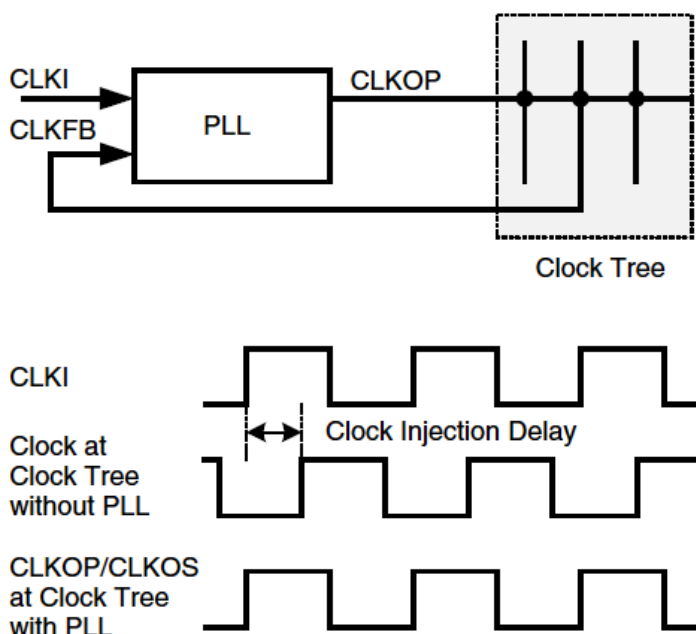 CLKI
CLKOP
CLKFB
PLL
Clock Tree
CLKI
Clock Injection Delay
Clock at
Clock Tree
without PLL
CLKOP/CLKOS
at Clock Tree
with PLL